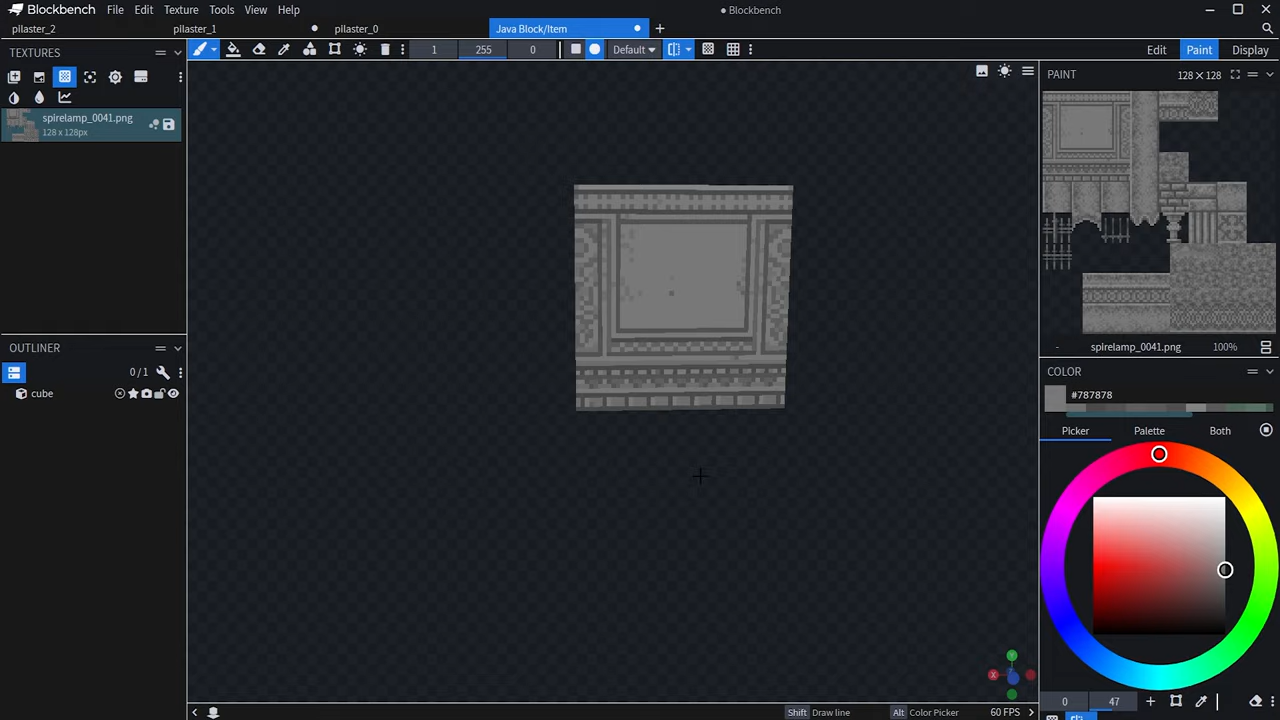 Blockbench File Edit Texture Tools View Help Blockbench
pilaster_2 pilaster_1 pilaster_0 Java Block/Item
TEXTURES 1 255 0 Default Edit Paint Display
PAINT 128 × 128
spirelamp_0041.png
128 x 128px
OUTLINER
0/1
cube
- spirelamp_0041.png 100%
COLOR
#787878
Picker Palette Both
0 47
Shift Draw line Alt Color Picker 60 FPS